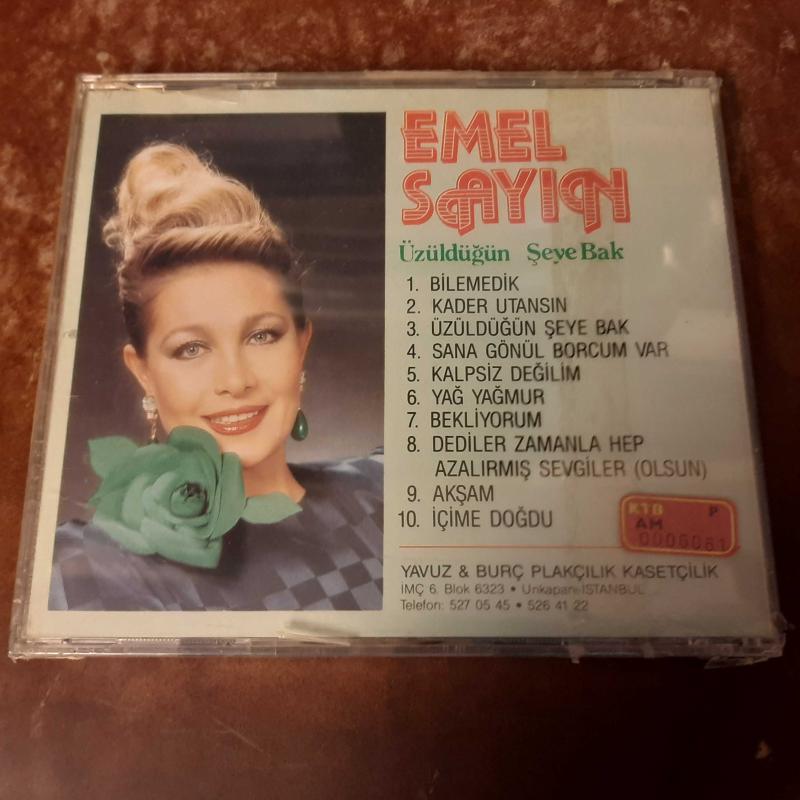 EMEL
SAYIN
Üzüldüğün Şeye Bak
1. BİLEMEDİK
2. KADER UTANSIN
3. ÜZÜLDÜĞÜN ŞEYE BAK
4. SANA GÖNÜL BORCUM VAR
5. KALPSİZ DEĞİLİM
6. YAĞ YAĞMUR
7. BEKLİYORUM
8. DEDİLER ZAMANLA HEP
AZALIRMIŞ SEVGİLER (OLSUN)
9. AKŞAM
10. İÇİME DOĞDU
KTB P
AM
0006061
YAVUZ & BURÇ PLAKÇILIK KASETÇİLİK
İMÇ 6. Blok 6323 • Unkapanı-İSTANBUL
Telefon: 527 05 45 • 526 41 22